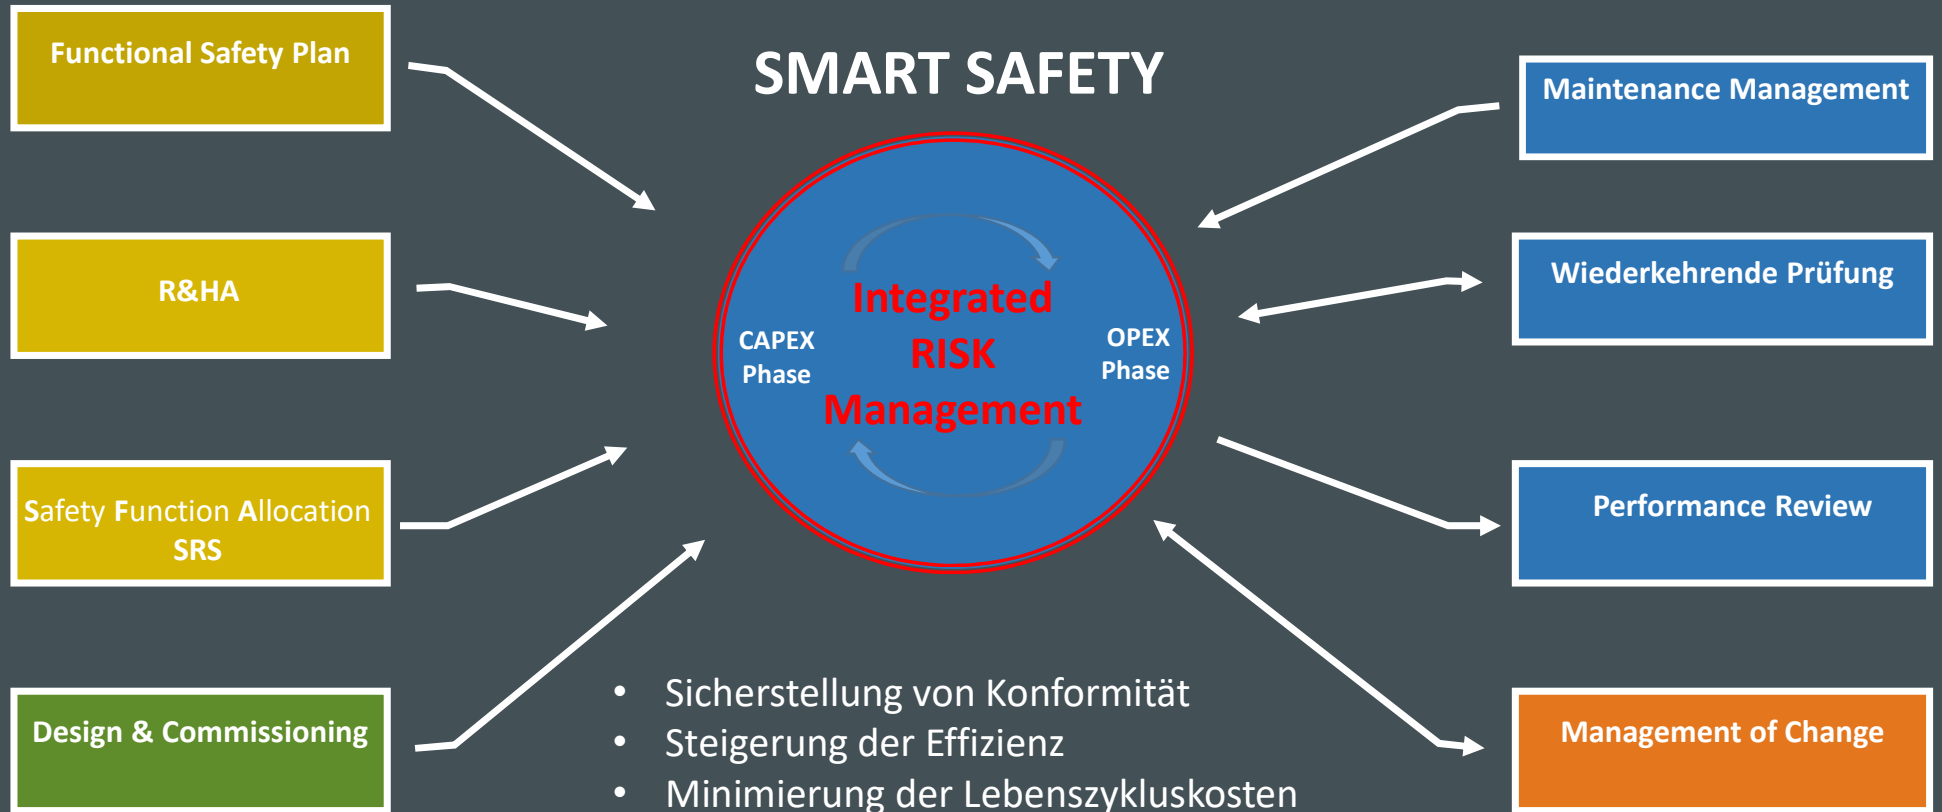 SMART SAFETY
Functional Safety Plan
R&HA
Safety Function Allocation
SRS
Design & Commissioning
CAPEX
Phase
Integrated
RISK
Management
OPEX
Phase
Maintenance Management
Wiederkehrende Prüfung
Performance Review
Management of Change
• Sicherstellung von Konformität
• Steigerung der Effizienz
• Minimierung der Lebenszykluskosten